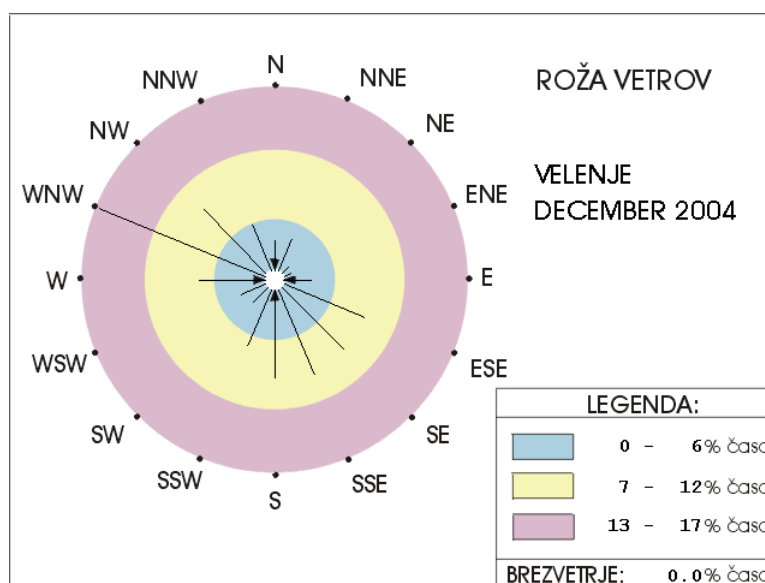 ROŽA VETROV
VELENJE
DECEMBER 2004
N
NNE
NE
ENE
E
ESE
SE
SSE
S
SSW
SW
WSW
W
WNW
NW
NNW
LEGENDA:
0 - 6% časa
7 - 12% časa
13 - 17% časa
BREZVETRJE: 0.0% časa